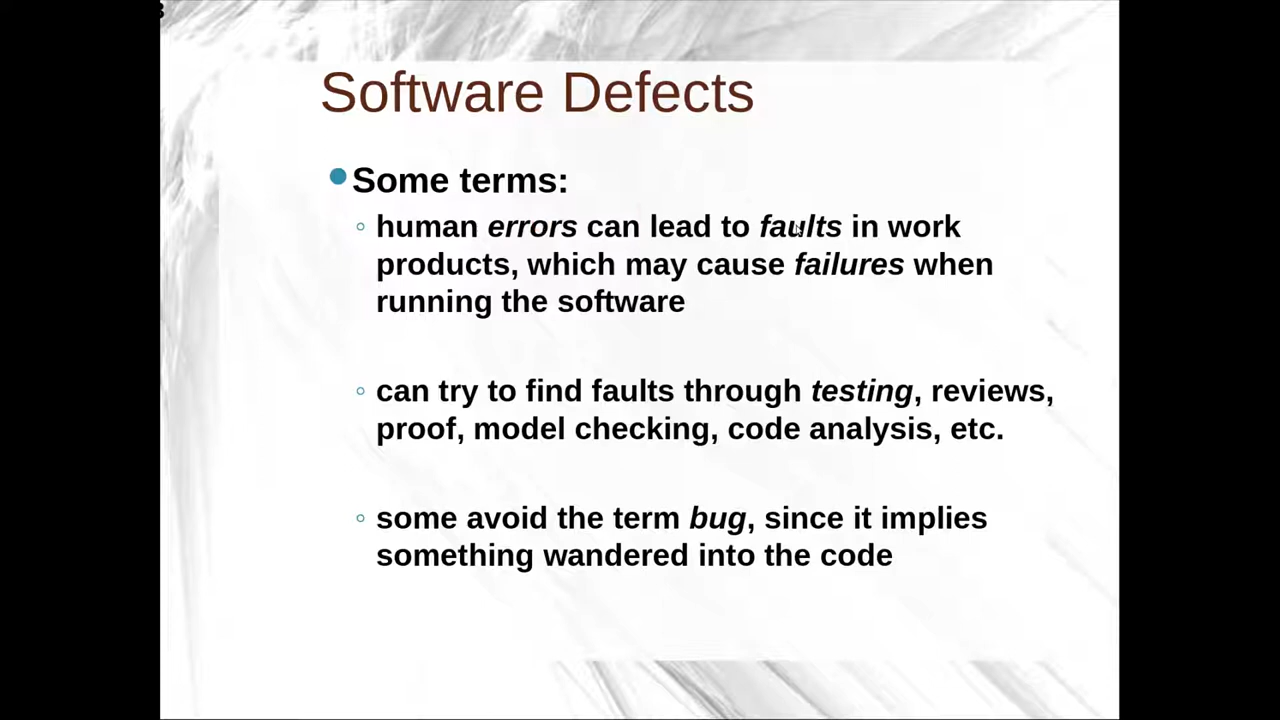 Software Defects
Some terms:
human errors can lead to faults in work
products, which may cause failures when
running the software
can try to find faults through testing, reviews,
proof, model checking, code analysis, etc.
some avoid the term bug, since it implies
something wandered into the code